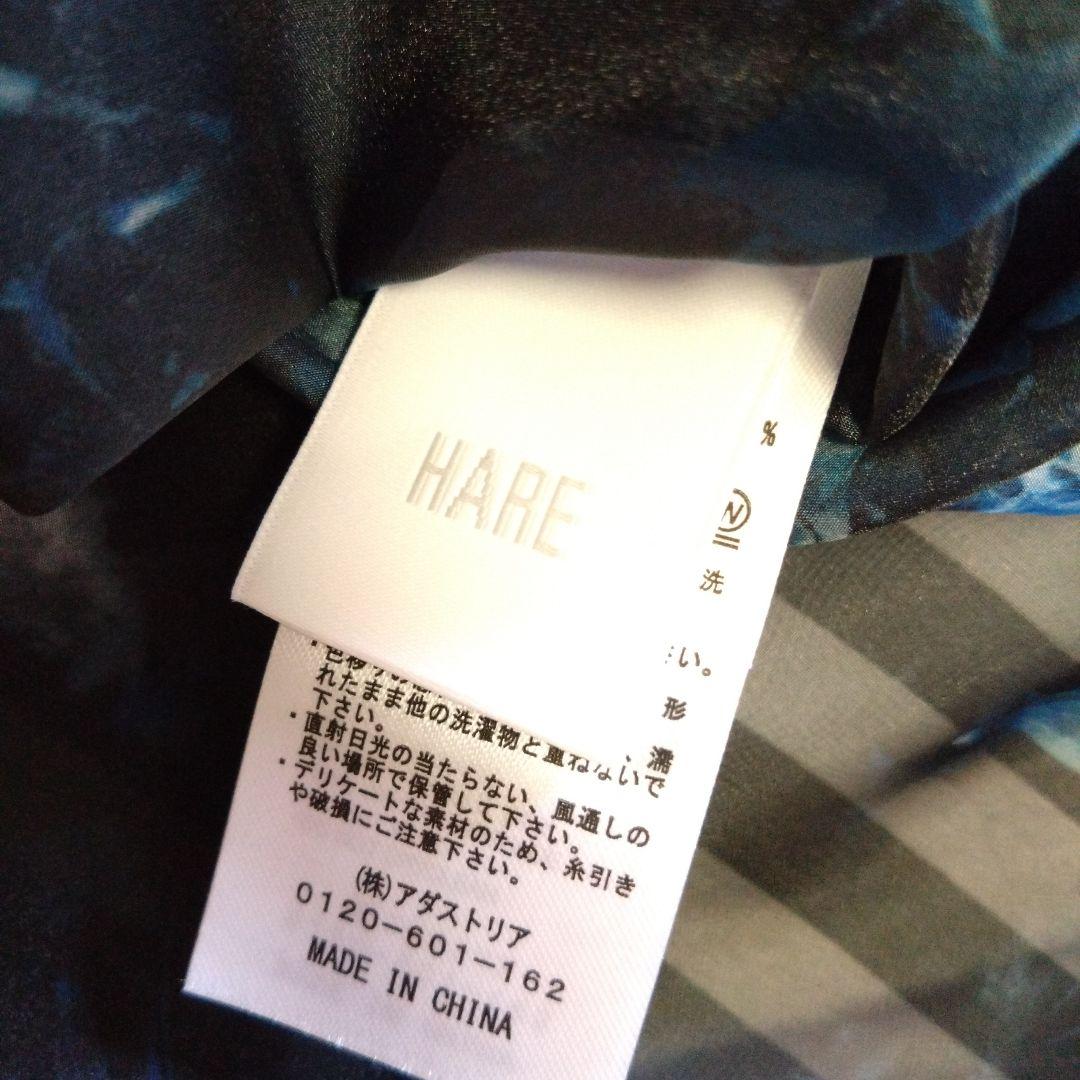 HARE
%
W
洗
い。
形
、濡
れたまま他の洗濯物と重ねないで
下さい。
・直射日光の当たらない、風通しの
良い場所で保管して下さい。
・デリケートな素材のため、糸引き
や破損にご注意下さい。
(株)アダストリア
0120-601-162
MADE IN CHINA